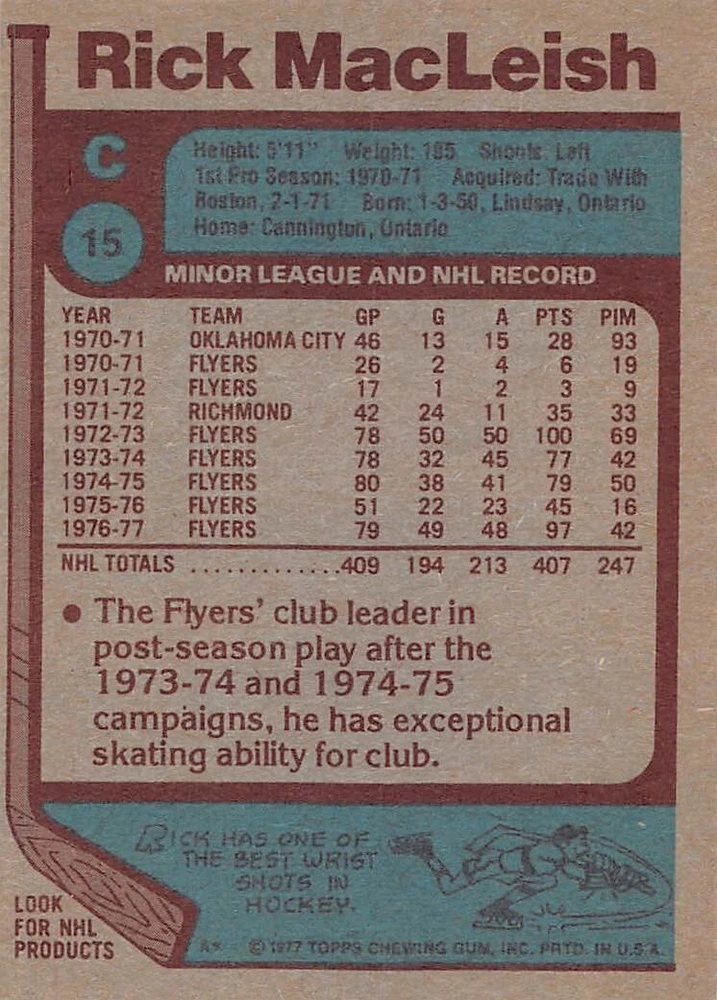 Rick MacLeish
C
15
Height: 5'11" Weight: 185 Shoots: Left
1st Pro Season: 1970-71 Acquired: Trade With
Boston, 2-1-71 Born: 1-3-50, Lindsay, Ontario
Home: Cannington, Ontario
MINOR LEAGUE AND NHL RECORD
YEAR TEAM GP G A PTS PIM
1970-71 OKLAHOMA CITY 46 13 15 28 93
1970-71 FLYERS 26 2 4 6 19
1971-72 FLYERS 17 1 2 3 9
1971-72 RICHMOND 42 24 11 35 33
1972-73 FLYERS 78 50 50 100 69
1973-74 FLYERS 78 32 45 77 42
1974-75 FLYERS 80 38 41 79 50
1975-76 FLYERS 51 22 23 45 16
1976-77 FLYERS 79 49 48 97 42
NHL TOTALS ..............409 194 213 407 247
● The Flyers' club leader in
post-season play after the
1973-74 and 1974-75
campaigns, he has exceptional
skating ability for club.
RICK HAS ONE OF
THE BEST WRIST
SHOTS IN
HOCKEY.
LOOK
FOR NHL
PRODUCTS
A* © 1977 TOPPS CHEWING GUM, INC. PRTD. IN U.S.A.